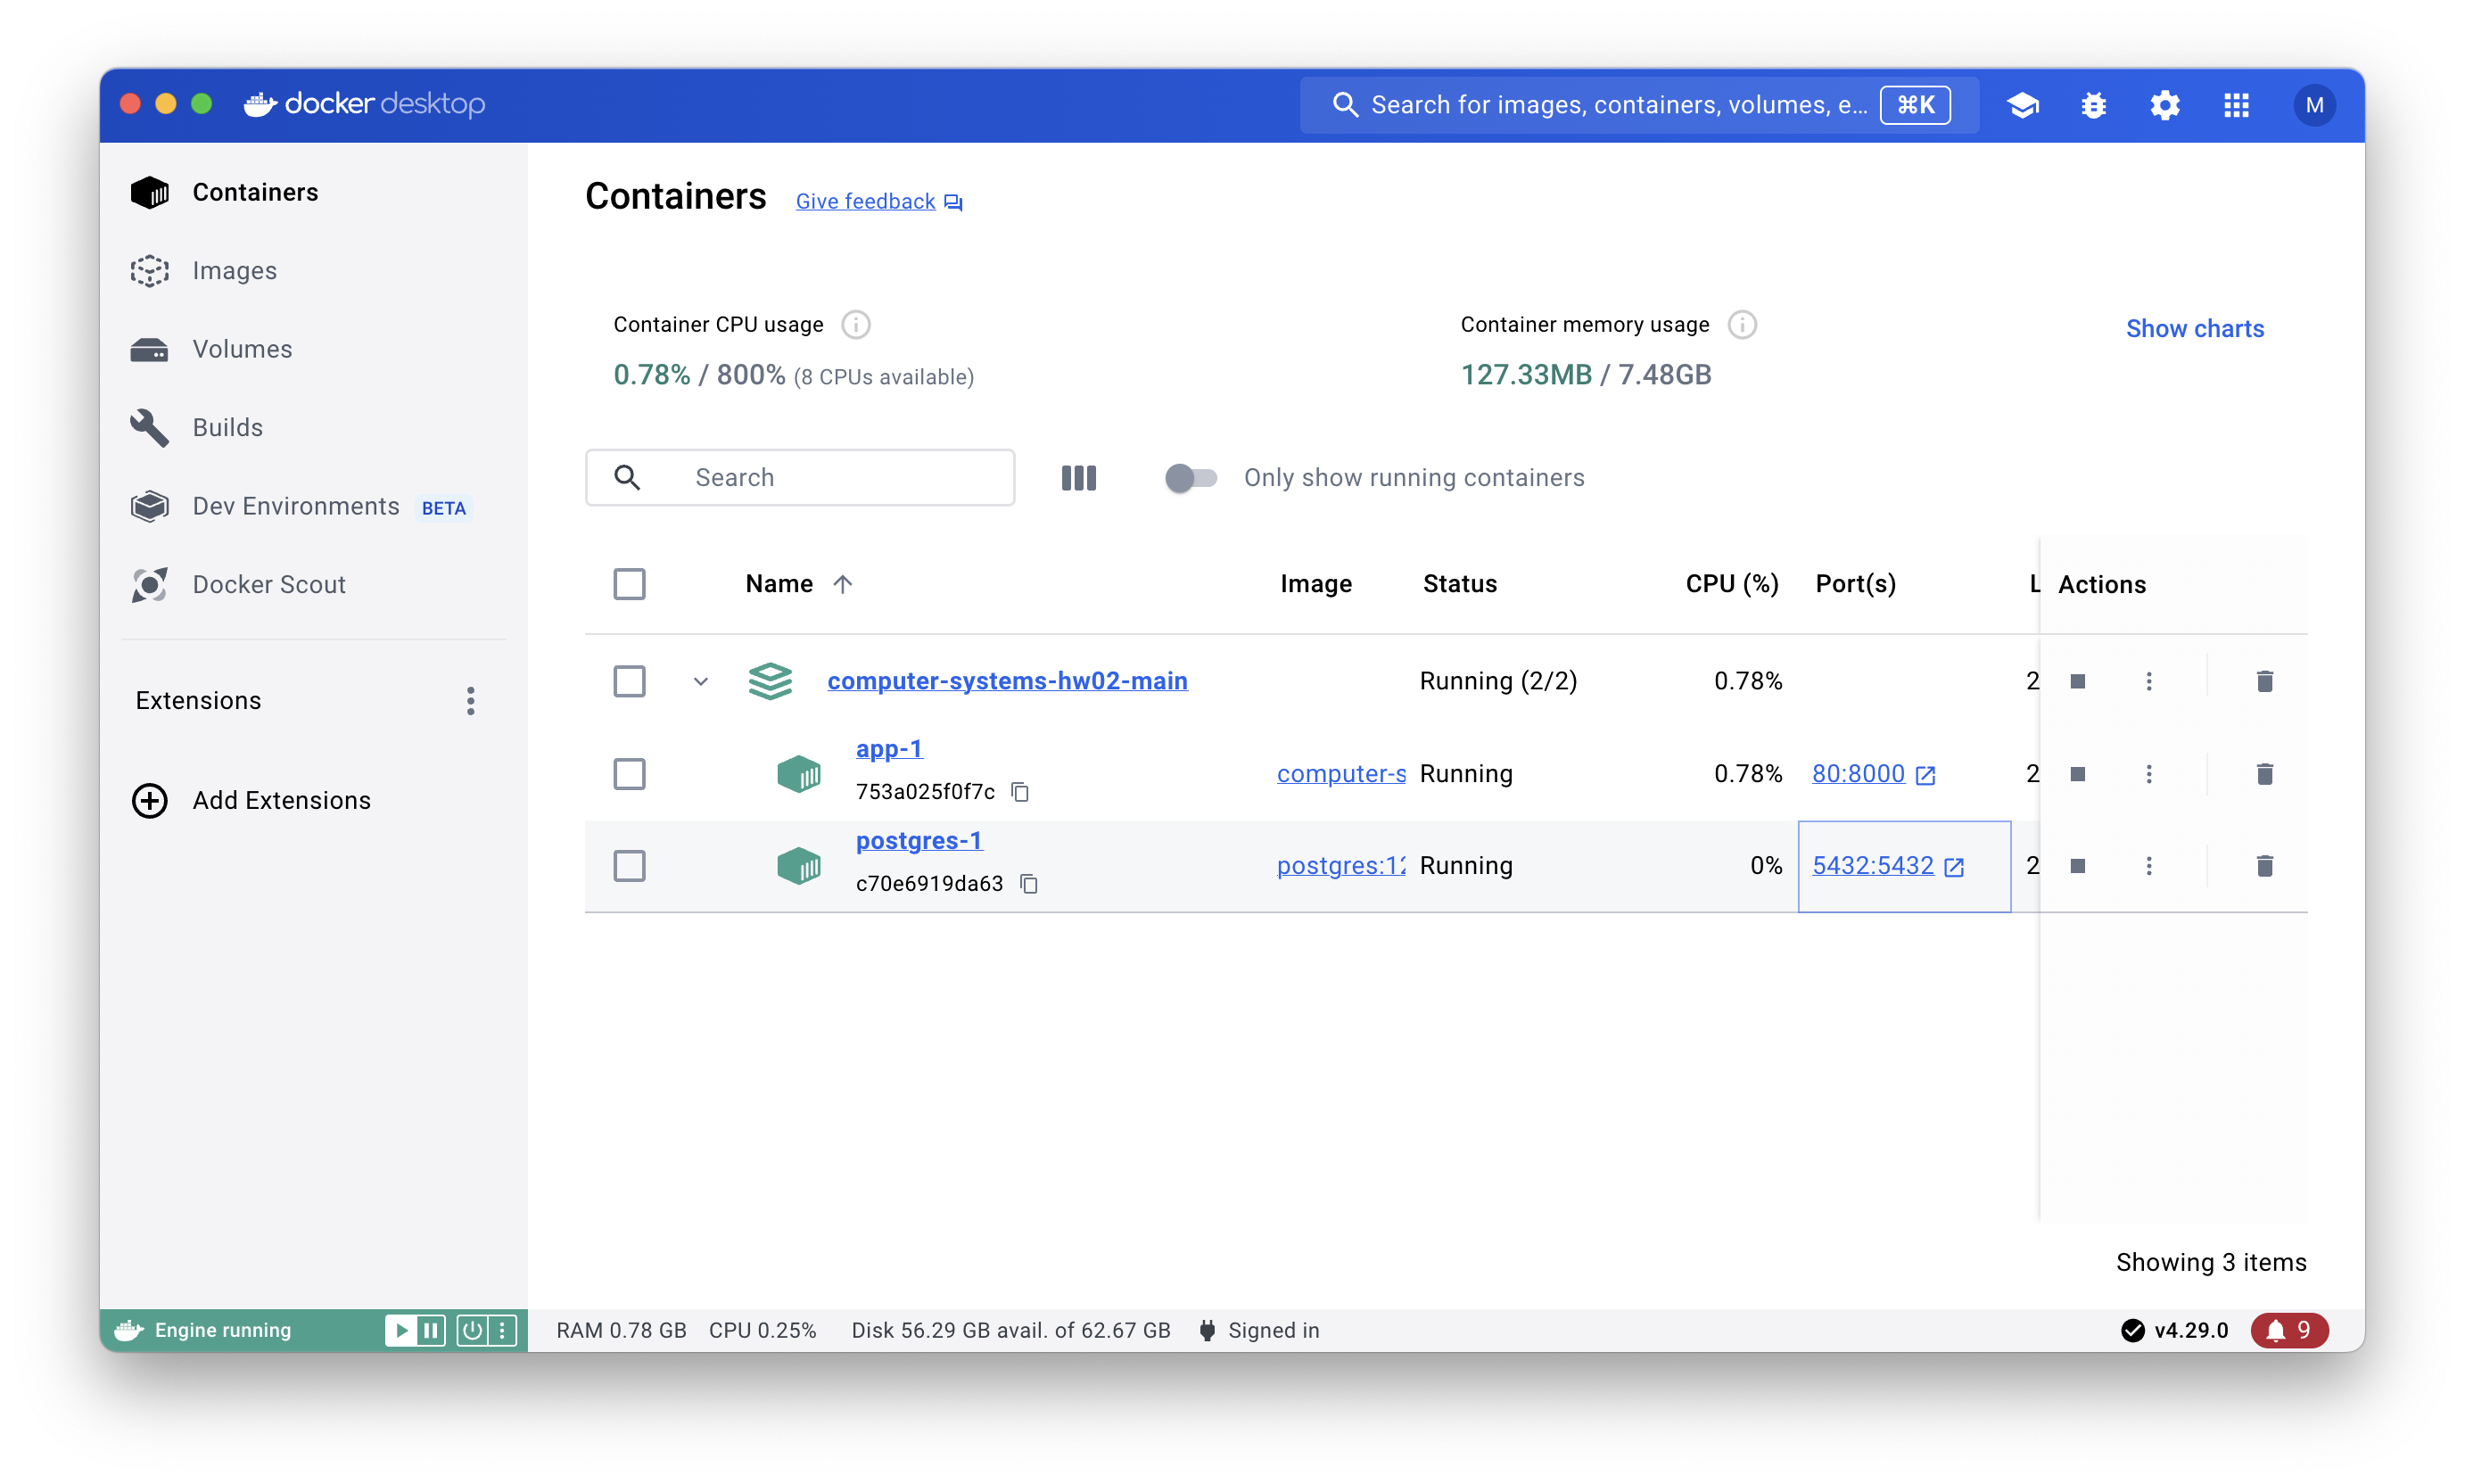 docker desktop
Search for images, containers, volumes, e... ⌘K
M
Containers
Images
Volumes
Builds
Dev Environments BETA
Docker Scout
Extensions
Add Extensions
Containers Give feedback
Container CPU usage
0.78% / 800% (8 CPUs available)
Container memory usage
127.33MB / 7.48GB
Show charts
Search
Only show running containers
Name Image Status CPU (%) Port(s) L Actions
computer-systems-hw02-main Running (2/2) 0.78% 2
app-1
753a025f0f7c
computer-s Running 0.78% 80:8000 2
postgres-1
c70e6919da63
postgres:12 Running 0% 5432:5432 2
Showing 3 items
Engine running
RAM 0.78 GB CPU 0.25% Disk 56.29 GB avail. of 62.67 GB Signed in
v4.29.0 9